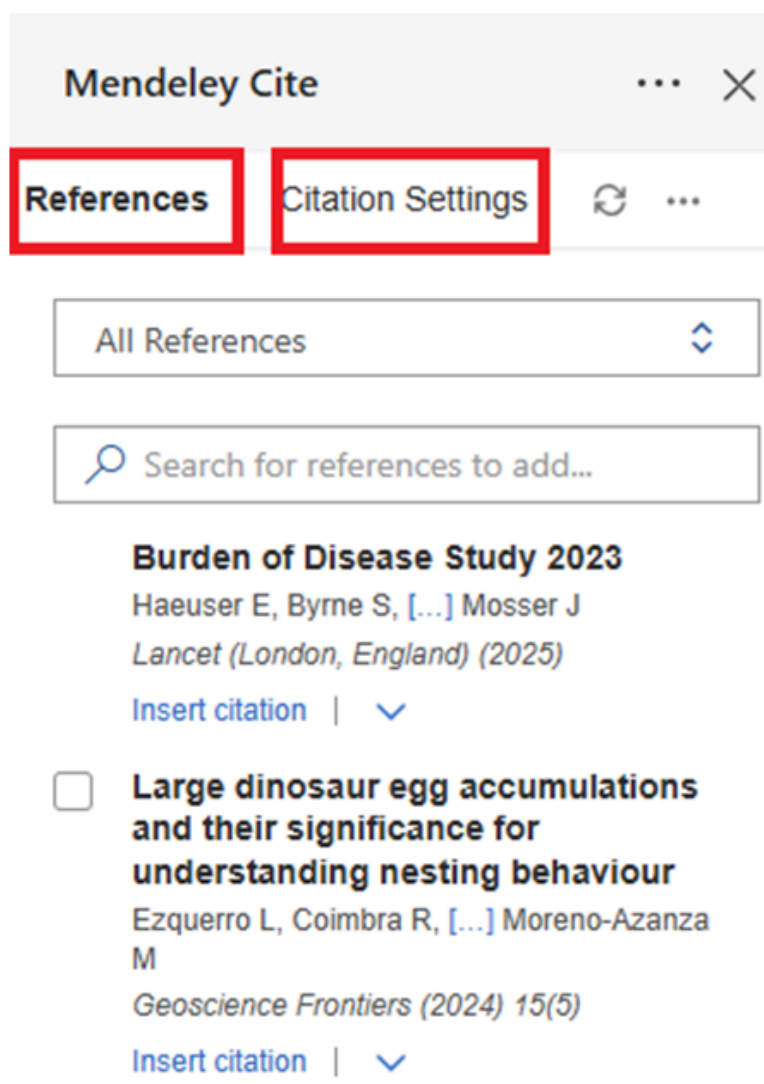 Mendeley Cite
References
Citation Settings
All References
Search for references to add...
Burden of Disease Study 2023
Haeuser E, Byrne S, [...] Mosser J
Lancet (London, England) (2025)
Insert citation |
Large dinosaur egg accumulations
and their significance for
understanding nesting behaviour
Ezquerro L, Coimbra R, [...] Moreno-Azanza
M
Geoscience Frontiers (2024) 15(5)
Insert citation |